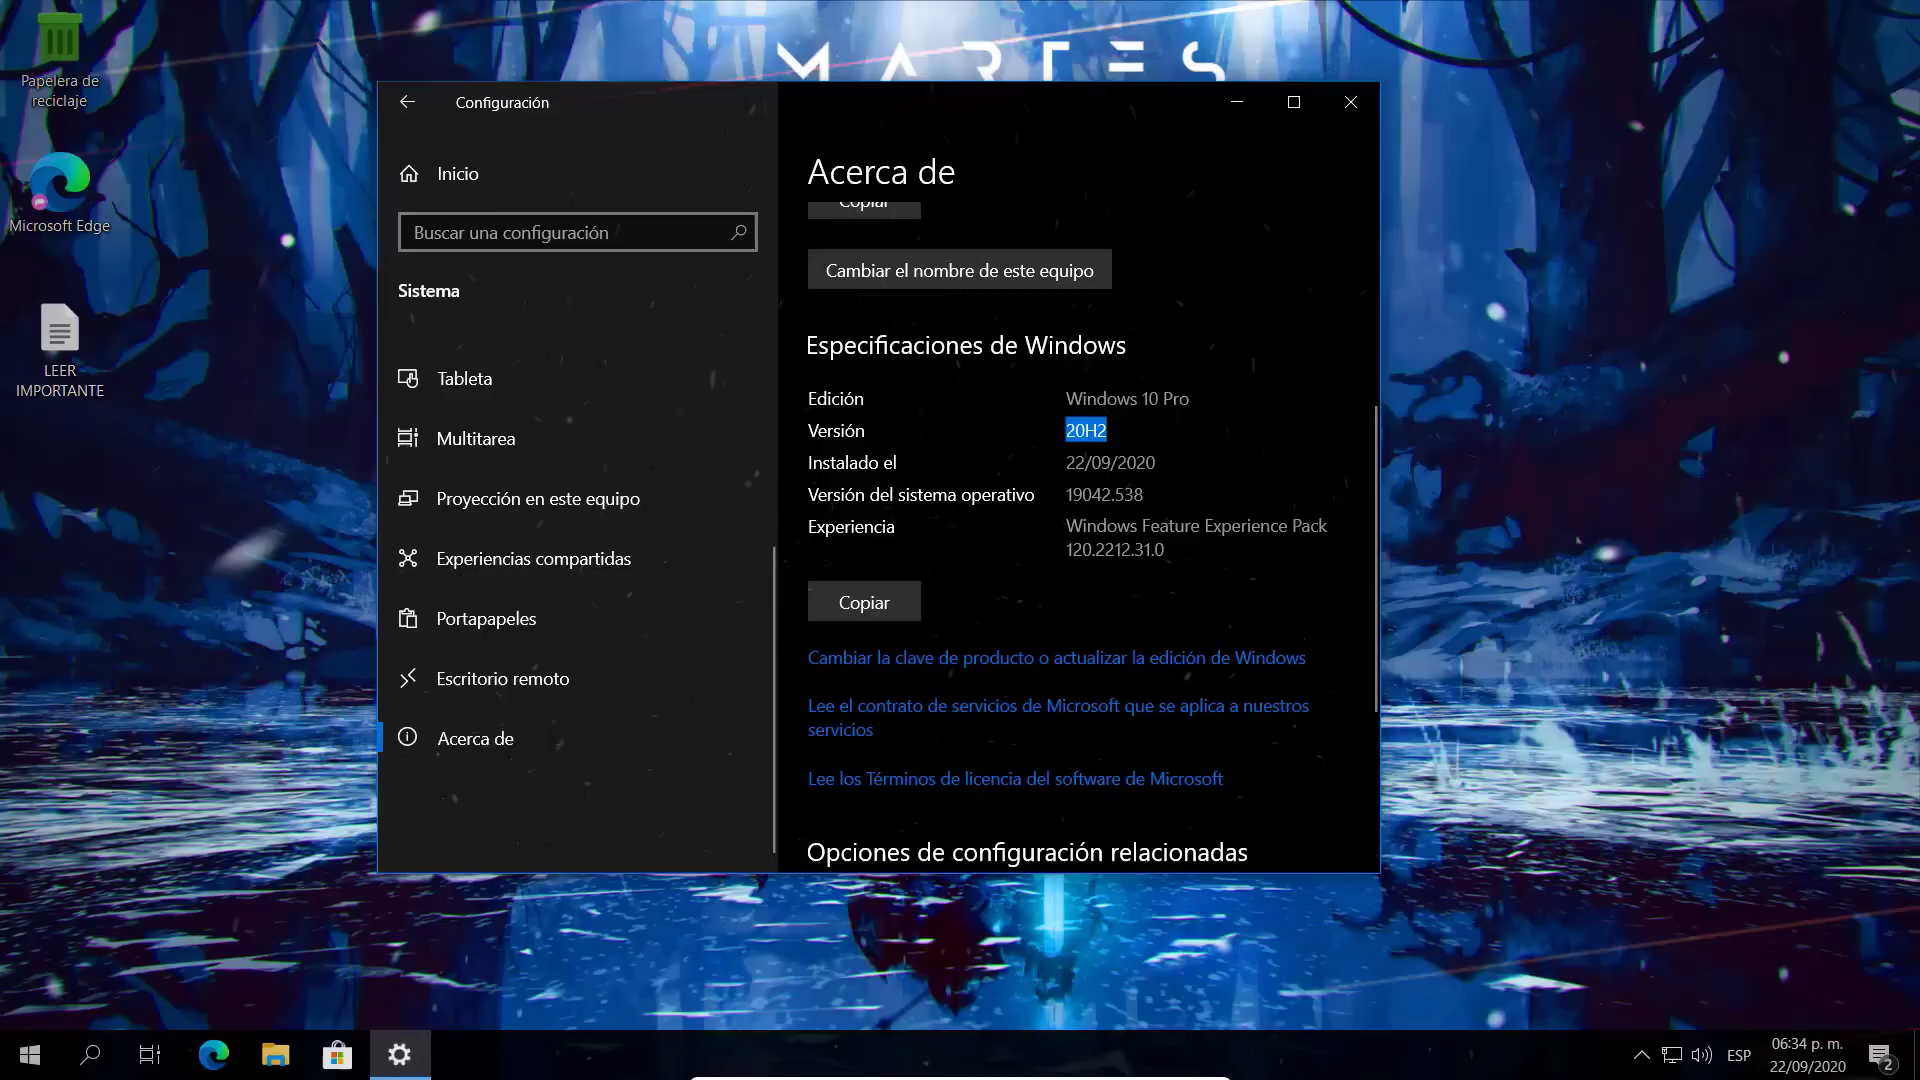 MARTES
Papelera de
reciclaje
Microsoft Edge
LEER
IMPORTANTE
Configuración
Inicio
Buscar una configuración
Sistema
Tableta
Multitarea
Proyección en este equipo
Experiencias compartidas
Portapapeles
Escritorio remoto
Acerca de
Acerca de
Copiar
Cambiar el nombre de este equipo
Especificaciones de Windows
Edición Windows 10 Pro
Versión 20H2
Instalado el 22/09/2020
Versión del sistema operativo 19042.538
Experiencia Windows Feature Experience Pack
120.2212.31.0
Copiar
Cambiar la clave de producto o actualizar la edición de Windows
Lee el contrato de servicios de Microsoft que se aplica a nuestros
servicios
Lee los Términos de licencia del software de Microsoft
Opciones de configuración relacionadas
ESP
06:34 p. m.
22/09/2020
2